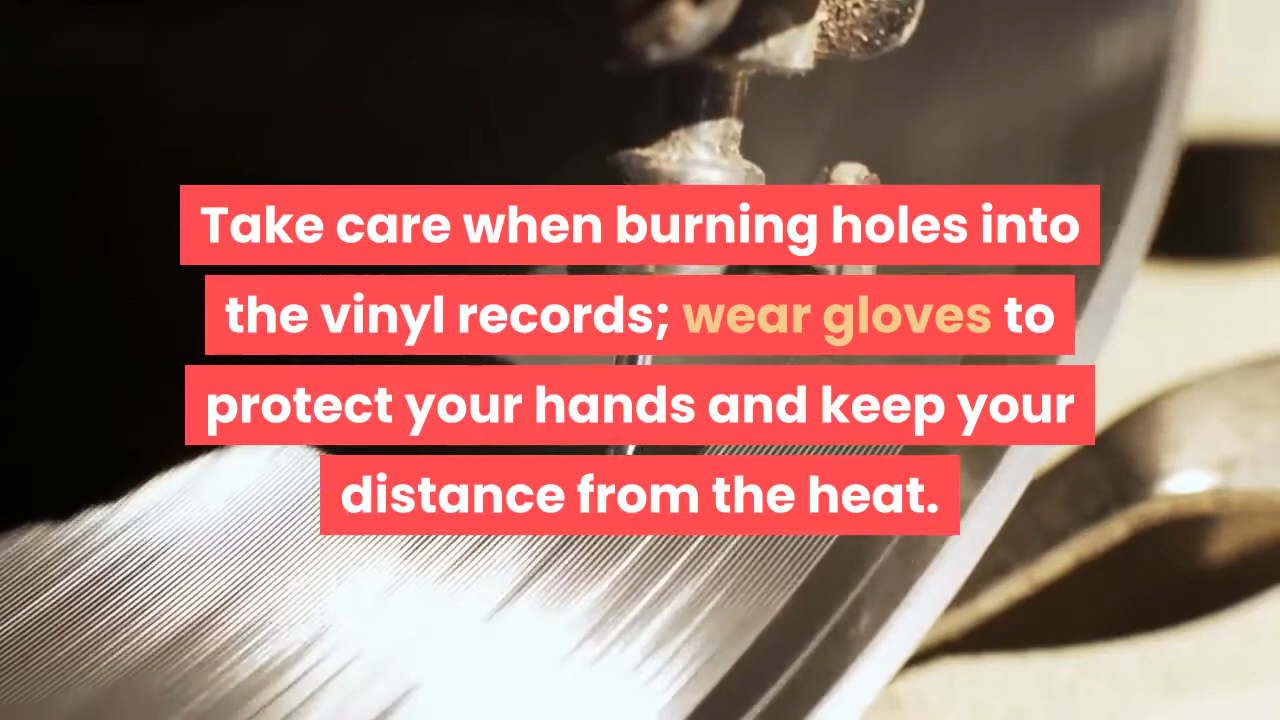 Take care when burning holes into
the vinyl records; wear gloves to
protect your hands and keep your
distance from the heat.